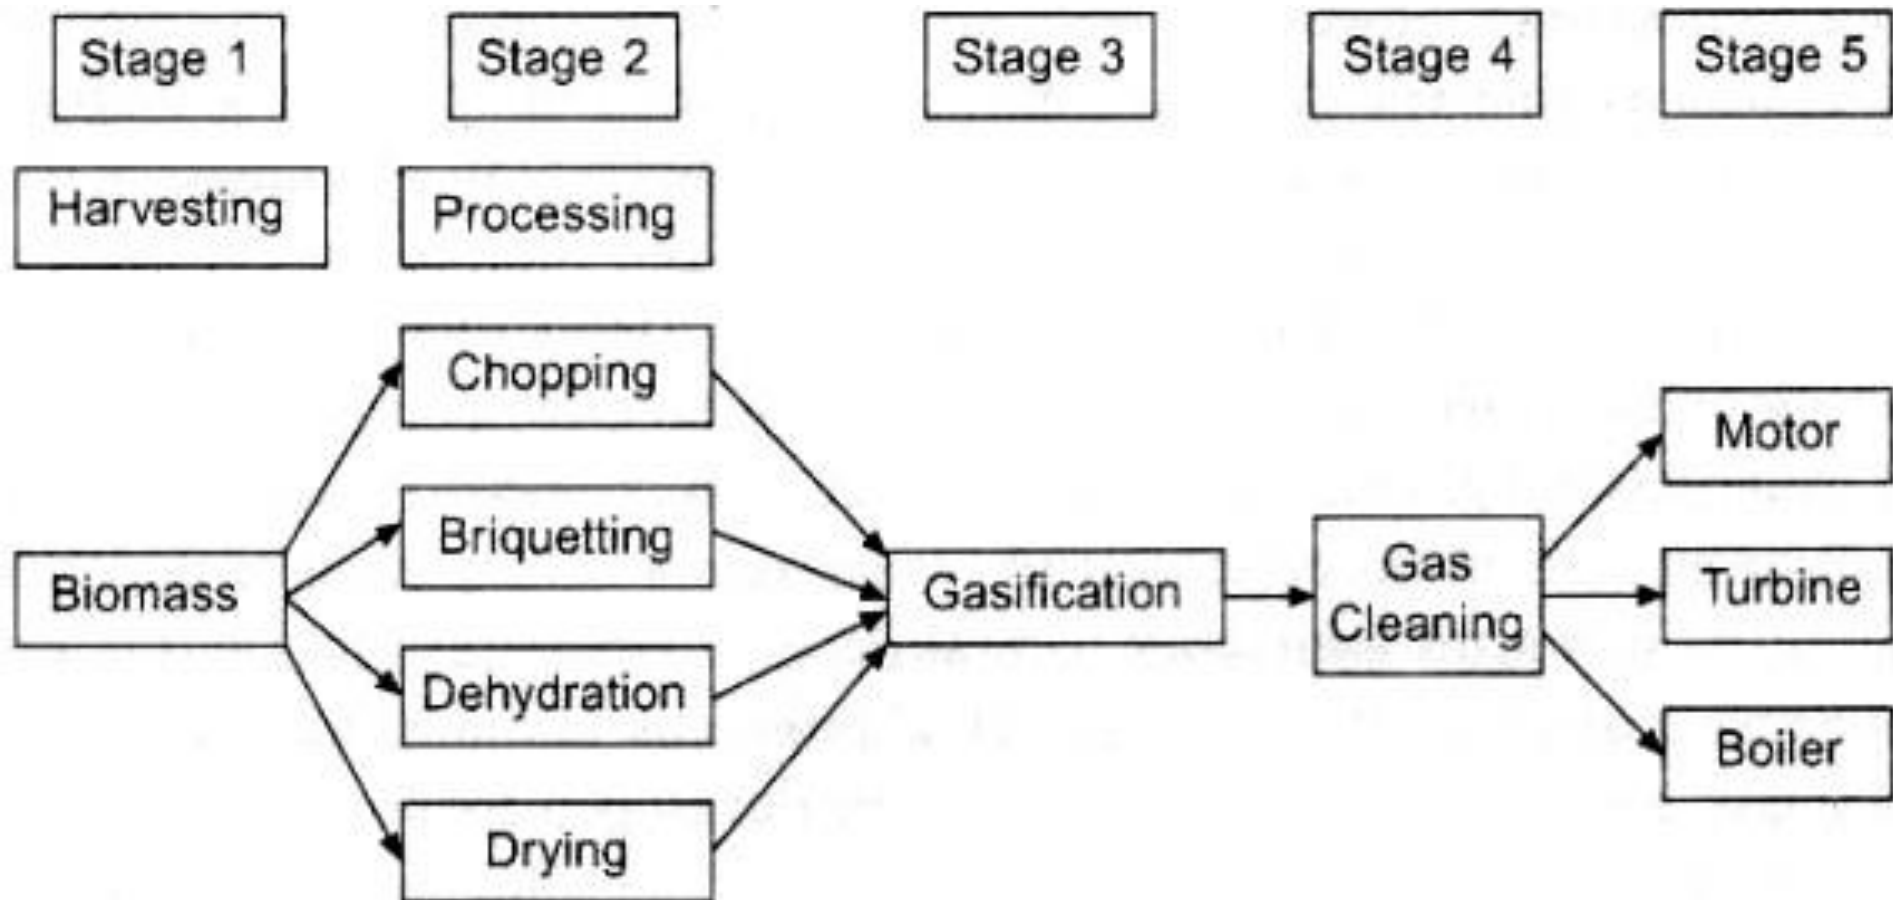 Stage 1
Stage 2
Stage 3
Stage 4
Stage 5
Harvesting
Processing
Chopping
Briquetting
Dehydration
Drying
Biomass
Gasification
Gas
Cleaning
Motor
Turbine
Boiler